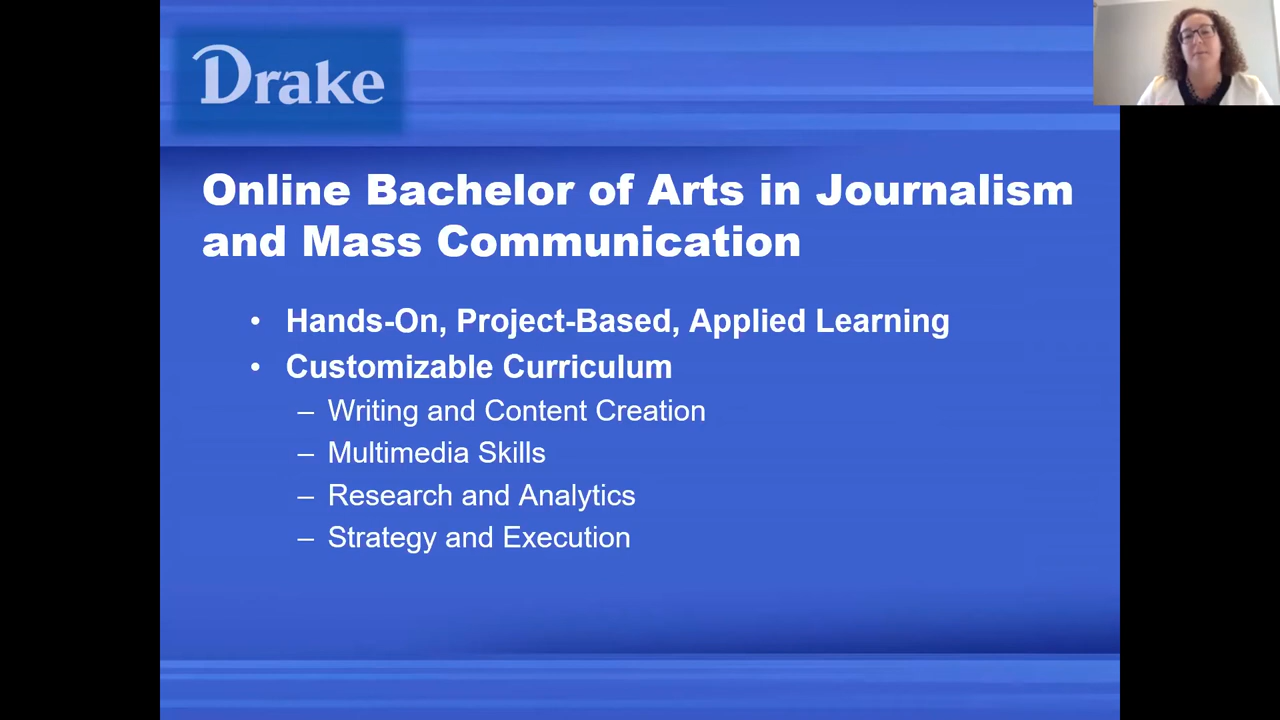 Drake
Online Bachelor of Arts in Journalism
and Mass Communication
• Hands-On, Project-Based, Applied Learning
• Customizable Curriculum
– Writing and Content Creation
– Multimedia Skills
– Research and Analytics
– Strategy and Execution